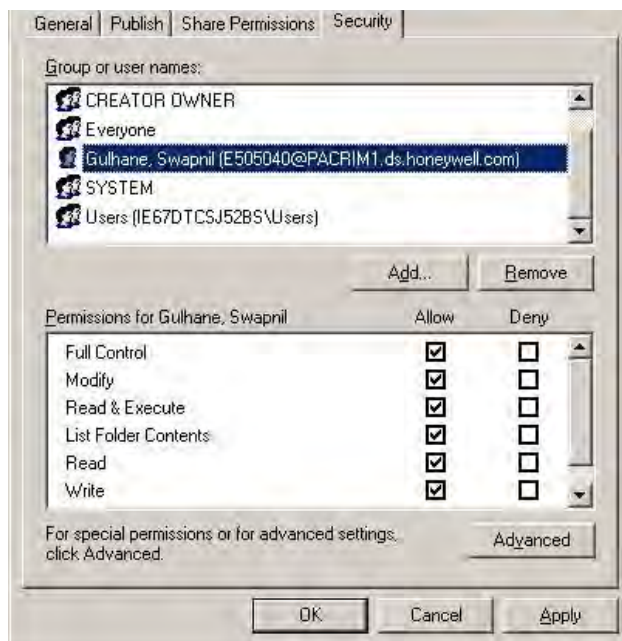 General Publish Share Permissions Security
Group or user names:
CREATOR OWNER
Everyone
Gulhane, Swapnil (E505040@PACRIM1.ds.honeywell.com)
SYSTEM
Users (IE67DTCSJ52BS\Users)
Add... Remove
Permissions for Gulhane, Swapnil Allow Deny
Full Control
Modify
Read & Execute
List Folder Contents
Read
Write
For special permissions or for advanced settings,
click Advanced.
Advanced
OK Cancel Apply